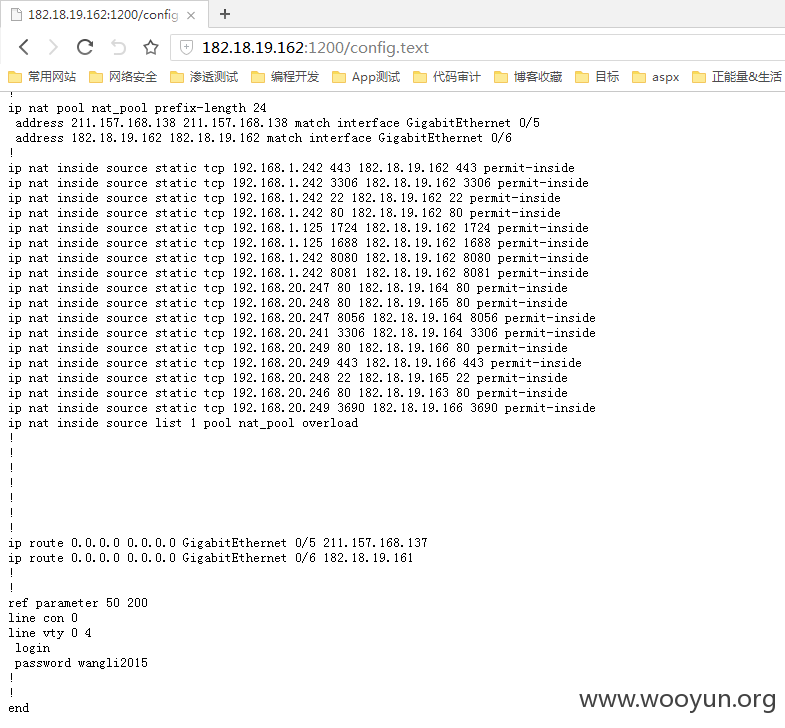 182.18.19.162:1200/config
182.18.19.162:1200/config.text
常用网站 网络安全 渗透测试 编程开发 App测试 代码审计 博客收藏 目标 aspx 正能量&生活
!
ip nat pool nat_pool prefix-length 24
address 211.157.168.138 211.157.168.138 match interface GigabitEthernet 0/5
address 182.18.19.162 182.18.19.162 match interface GigabitEthernet 0/6
!
ip nat inside source static tcp 192.168.1.242 443 182.18.19.162 443 permit-inside
ip nat inside source static tcp 192.168.1.242 3306 182.18.19.162 3306 permit-inside
ip nat inside source static tcp 192.168.1.242 22 182.18.19.162 22 permit-inside
ip nat inside source static tcp 192.168.1.242 80 182.18.19.162 80 permit-inside
ip nat inside source static tcp 192.168.1.125 1724 182.18.19.162 1724 permit-inside
ip nat inside source static tcp 192.168.1.125 1688 182.18.19.162 1688 permit-inside
ip nat inside source static tcp 192.168.1.242 8080 182.18.19.162 8080 permit-inside
ip nat inside source static tcp 192.168.1.242 8081 182.18.19.162 8081 permit-inside
ip nat inside source static tcp 192.168.20.247 80 182.18.19.164 80 permit-inside
ip nat inside source static tcp 192.168.20.248 80 182.18.19.165 80 permit-inside
ip nat inside source static tcp 192.168.20.247 8056 182.18.19.164 8056 permit-inside
ip nat inside source static tcp 192.168.20.241 3306 182.18.19.164 3306 permit-inside
ip nat inside source static tcp 192.168.20.249 80 182.18.19.166 80 permit-inside
ip nat inside source static tcp 192.168.20.249 443 182.18.19.166 443 permit-inside
ip nat inside source static tcp 192.168.20.248 22 182.18.19.165 22 permit-inside
ip nat inside source static tcp 192.168.20.246 80 182.18.19.163 80 permit-inside
ip nat inside source static tcp 192.168.20.249 3690 182.18.19.166 3690 permit-inside
ip nat inside source list 1 pool nat_pool overload
!
!
!
!
!
!
!
ip route 0.0.0.0 0.0.0.0 GigabitEthernet 0/5 211.157.168.137
ip route 0.0.0.0 0.0.0.0 GigabitEthernet 0/6 182.18.19.161
!
!
ref parameter 50 200
line con 0
line vty 0 4
login
password wangli2015
!
!
end
www.wooyun.org